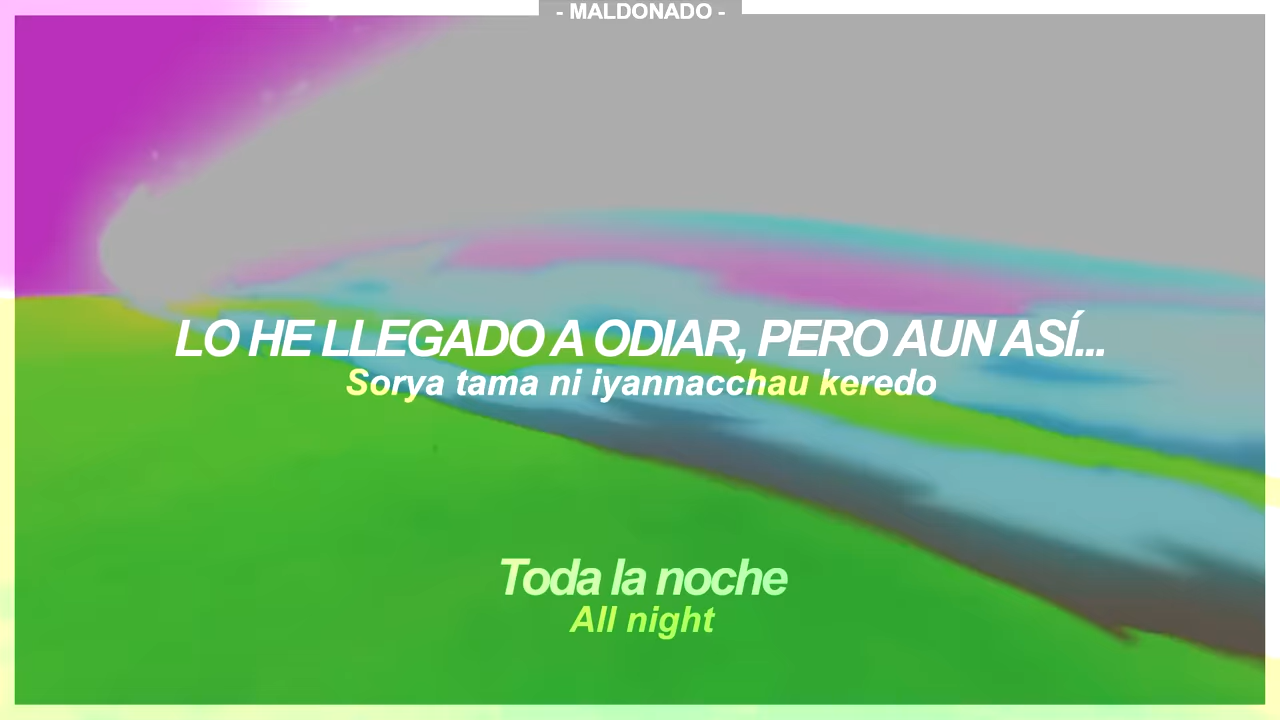 - MALDONADO -
LO HE LLEGADO A ODIAR, PERO AUN ASÍ...
Sorya tama ni iyannacchau keredo
Toda la noche
All night